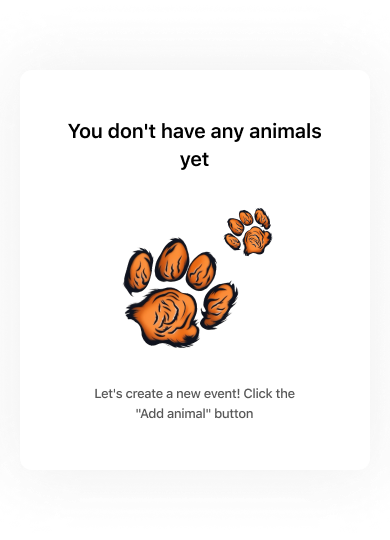 You don't have any animals
yet
Let's create a new event! Click the
"Add animal" button